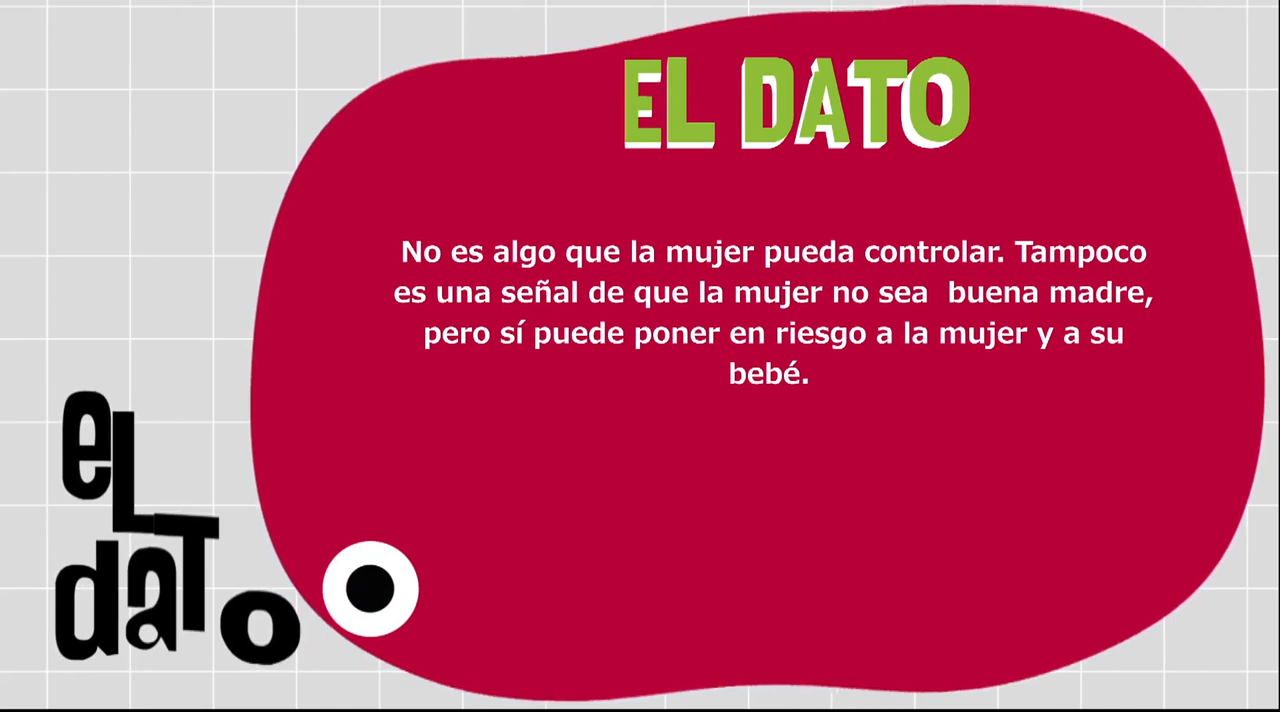 EL DATO
No es algo que la mujer pueda controlar. Tampoco
es una señal de que la mujer no sea  buena madre,
pero sí puede poner en riesgo a la mujer y a su
bebé.
eL
daTo